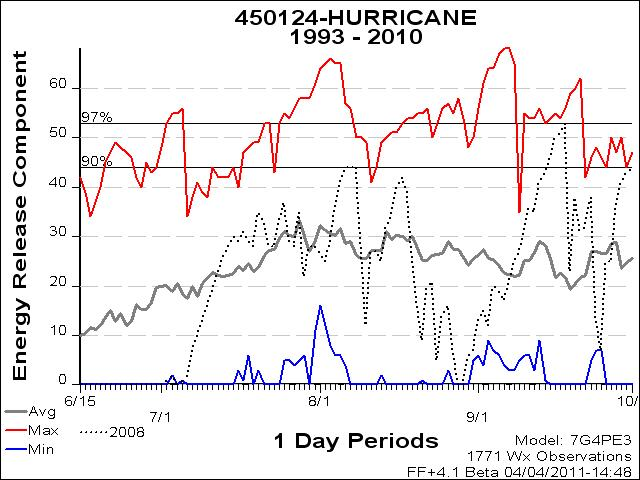 450124-HURRICANE
1993 - 2010
Energy Release Component
60
97%
50
90%
40
30
20
10
0
6/15 8/1 10/
7/1 9/1
Avg
Max ......2008
Min
1 Day Periods
Model: 7G4PE3
1771 Wx Observations
FF+4.1 Beta 04/04/2011-14:48